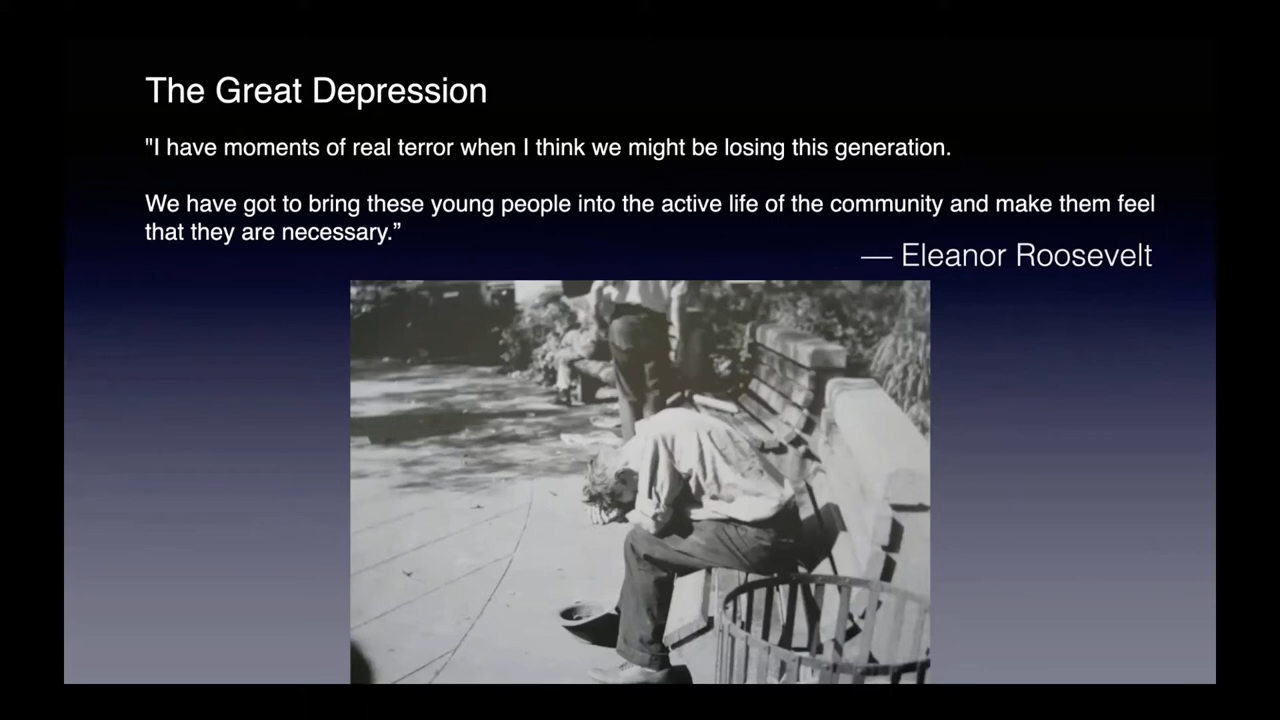 The Great Depression
"I have moments of real terror when I think we might be losing this generation.
We have got to bring these young people into the active life of the community and make them feel
that they are necessary.”
— Eleanor Roosevelt